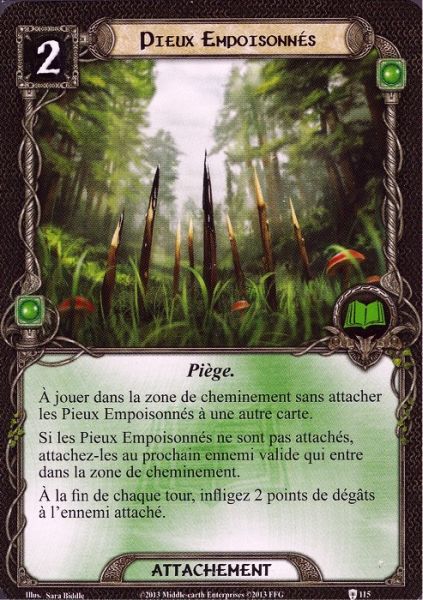 2
Pieux Empoisonnés
Piège.
À jouer dans la zone de cheminement sans attacher
les Pieux Empoisonnés à une autre carte.
Si les Pieux Empoisonnés ne sont pas attachés,
attachez-les au prochain ennemi valide qui entre
dans la zone de cheminement.
À la fin de chaque tour, infligez 2 points de dégâts
à l'ennemi attaché.
ATTACHEMENT
Illus. Sara Biddle ©2013 Middle-earth Enterprises ©2013 FFG 115